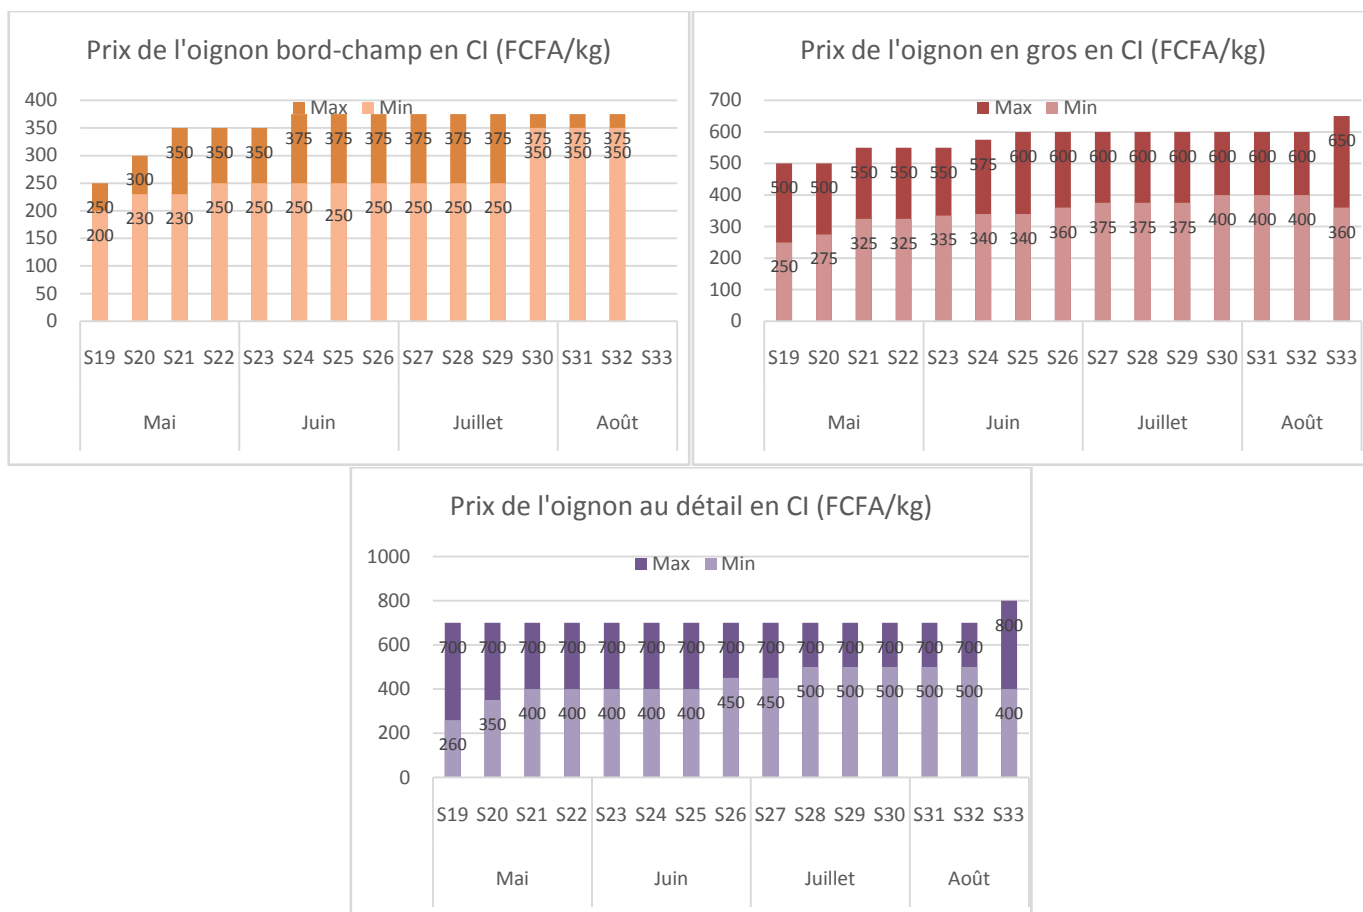 Prix de l'oignon bord-champ en CI (FCFA/kg)
Max Min
400
350
300
250
200
150
100
50
0
250 300 350 350 350 375 375 375 375 375 375 375 375 375
200 230 230 250 250 250 250 250 250 250 250 350 350 350
S19 S20 S21 S22 S23 S24 S25 S26 S27 S28 S29 S30 S31 S32 S33
Mai Juin Juillet Août
Prix de l'oignon en gros en CI (FCFA/kg)
Max Min
700
600
500
400
300
200
100
0
500 500 550 550 550 575 600 600 600 600 600 600 600 600 650
250 275 325 325 335 340 340 360 375 375 375 400 400 400 360
S19 S20 S21 S22 S23 S24 S25 S26 S27 S28 S29 S30 S31 S32 S33
Mai Juin Juillet Août
Prix de l'oignon au détail en CI (FCFA/kg)
Max Min
1000
800
600
400
200
0
700 700 700 700 700 700 700 700 700 700 700 700 700 700 800
260 350 400 400 400 400 400 450 450 500 500 500 500 500 400
S19 S20 S21 S22 S23 S24 S25 S26 S27 S28 S29 S30 S31 S32 S33
Mai Juin Juillet Août